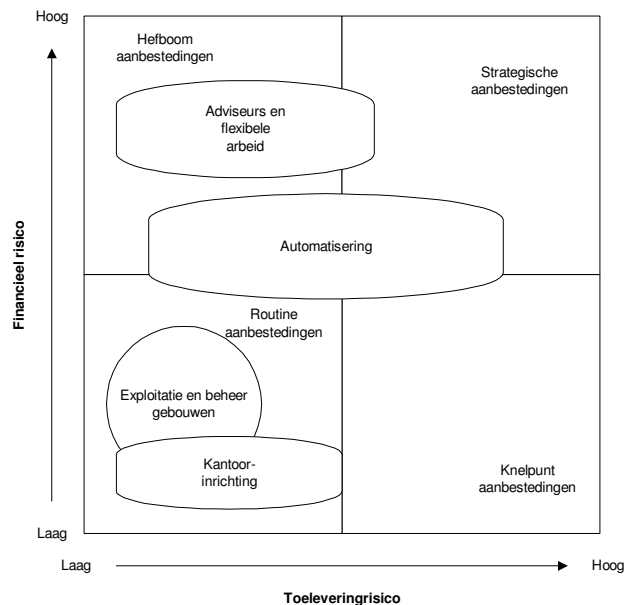 Hoog
Hefboom
aanbestedingen
Strategische
aanbestedingen
Adviseurs en
flexibele
arbeid
Automatisering
Financieel risico
Routine
aanbestedingen
Exploitatie en beheer
gebouwen
Kantoor-
inrichting
Knelpunt
aanbestedingen
Laag
Laag
Hoog
Toeleveringrisico